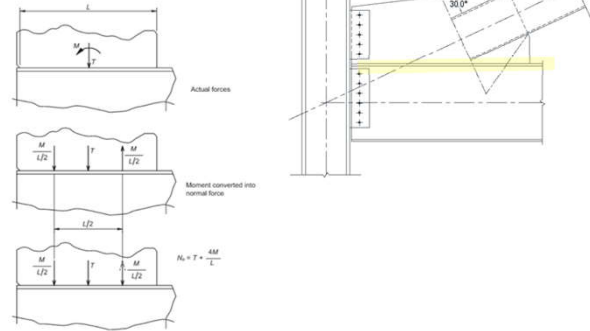 L
30.0°
M
T
Actual forces
M
L/2
T
M
L/2
Moment converted into
normal force
L/2
M
L/2
T
M
L/2
Nₑ = T + 4M
L